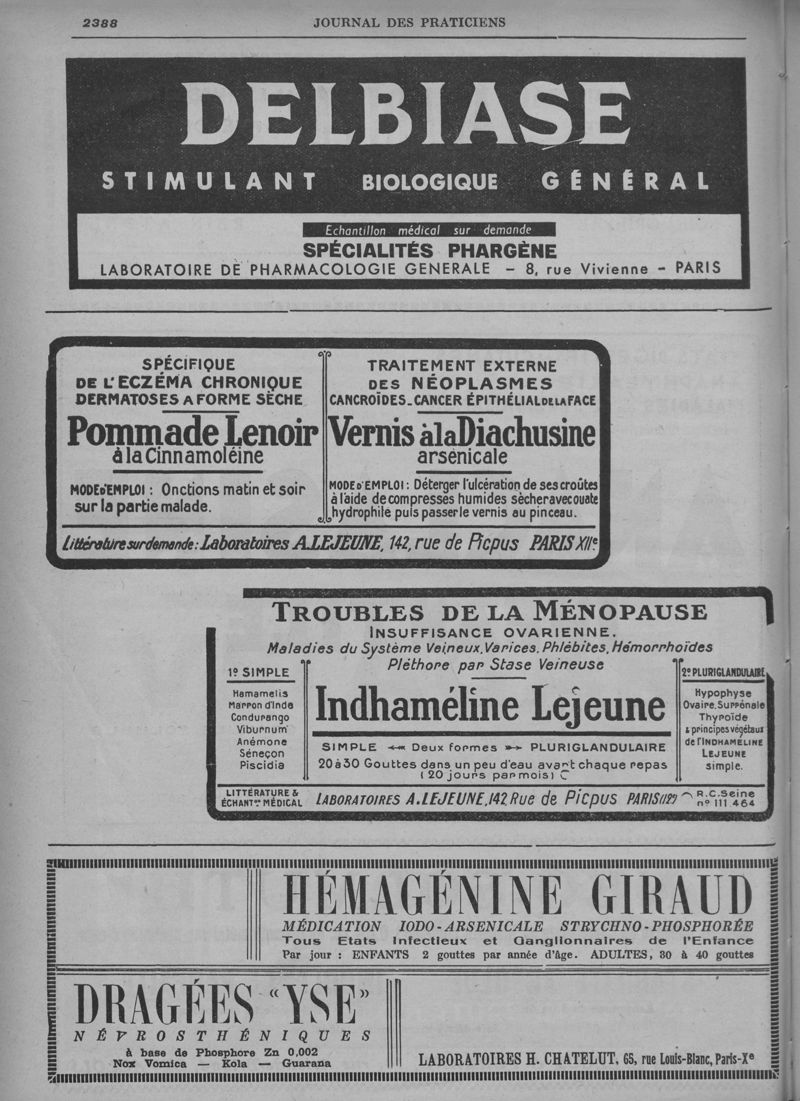 2388
JOURNAL DES PRATICIENS
DELBIASE
STIMULANT BIOLOGIQUE GÉNÉRAL
Echantillon médical sur demande
SPÉCIALITÉS PHARGÈNE
LABORATOIRE DE PHARMACOLOGIE GENERALE – 8, rue Vivienne – PARIS
SPÉCIFIQUE
DE L'ECZÉMA CHRONIQUE
DERMATOSES A FORME SÈCHE
Pommade Lenoir
à la Cinnamoléine
MODE D'EMPLOI : Onctions matin et soir
sur la partie malade.
TRAITEMENT EXTERNE
DES NÉOPLASMES
CANCROÏDES_CANCER ÉPITHÉLIAL DE LA FACE
Vernis à la Diachusine
arsénicale
MODE D'EMPLOI : Déterger l'ulcération de ses croûtes
à l'aide de compresses humides sécher avec ouate
hydrophile puis passer le vernis au pinceau.
Littérature sur demande : Laboratoires A. LEJEUNE, 142, rue de Picpus PARIS XIIe
TROUBLES DE LA MÉNOPAUSE
INSUFFISANCE OVARIENNE.
Maladies du Système Veineux, Varices, Phlébites, Hémorrhoïdes
Pléthore par Stase Veineuse
1º SIMPLE
Hamamelis
Marron d'Inde
Condurango
Viburnum
Anémone
Séneçon
Piscidia
Indhaméline Lejeune
SIMPLE Deux formes PLURIGLANDULAIRE
20 à 30 Gouttes dans un peu d'eau avant chaque repas
(20 jours par mois)
2º PLURIGLANDULAIRE
Hypophyse
Ovaire, Surrénale
Thyroïde
& principes végétaux
de l'INDHAMÉLINE
LEJEUNE
simple.
LITTÉRATURE &
ÉCHANTons MÉDICAL
LABORATOIRES A. LEJEUNE, 142 Rue de Picpus PARIS (12e)
R.C. Seine
nº 111.464
HÉMAGÉNINE GIRAUD
MÉDICATION IODO-ARSENICALE STRYCHNO-PHOSPHORÉE
Tous Etats Infectieux et Ganglionnaires de l'Enfance
Par jour : ENFANTS 2 gouttes par année d'âge. ADULTES, 30 à 40 gouttes
DRAGÉES "YSE"
NÉVROSTHÉNIQUES
à base de Phosphore Zn 0,002
Nox Vomica — Kola — Guarana
LABORATOIRES H. CHATELUT, 65, rue Louis-Blanc, Paris-Xe